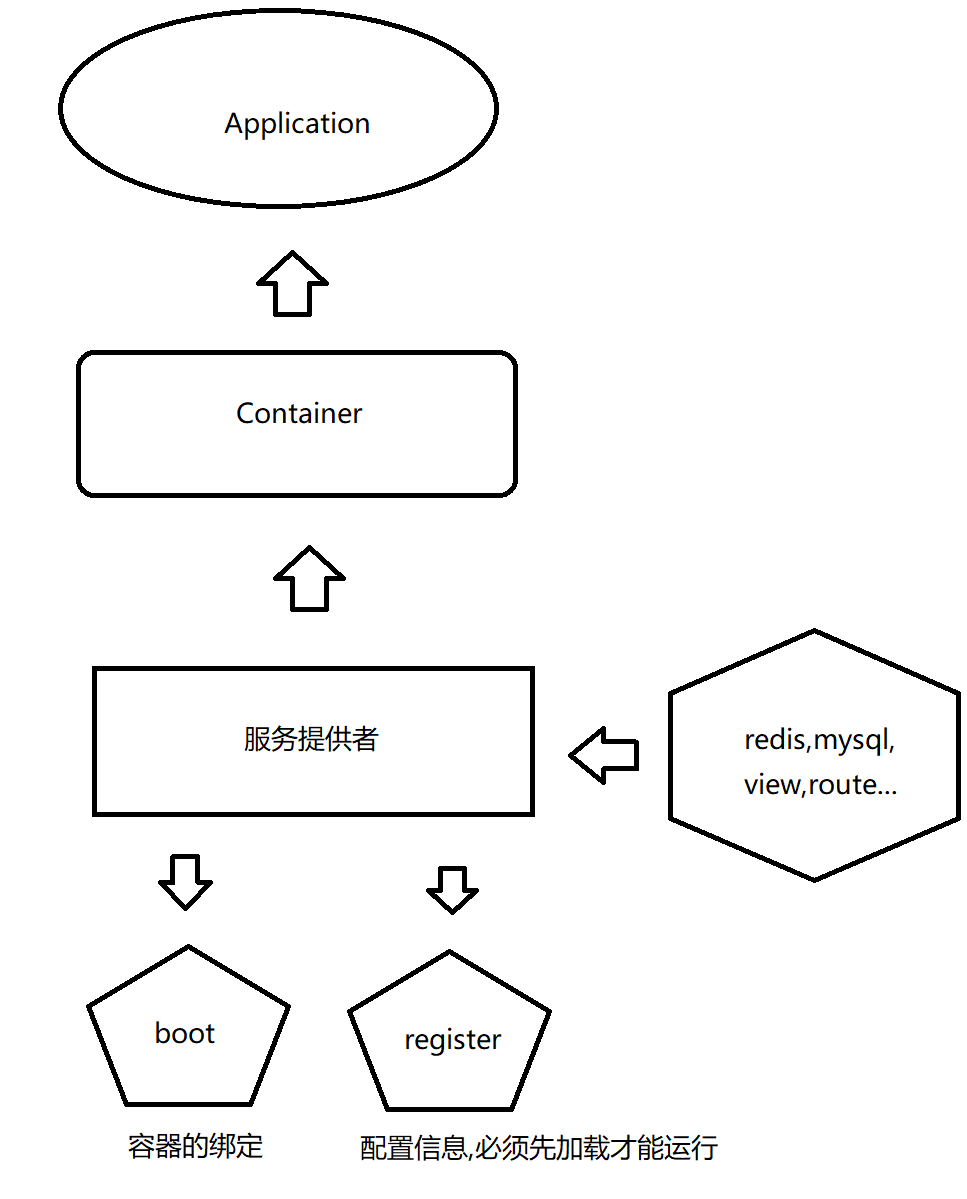 Application
Container
服务提供者
redis,mysql,
view,route...
boot
register
容器的绑定
配置信息,必须先加载才能运行